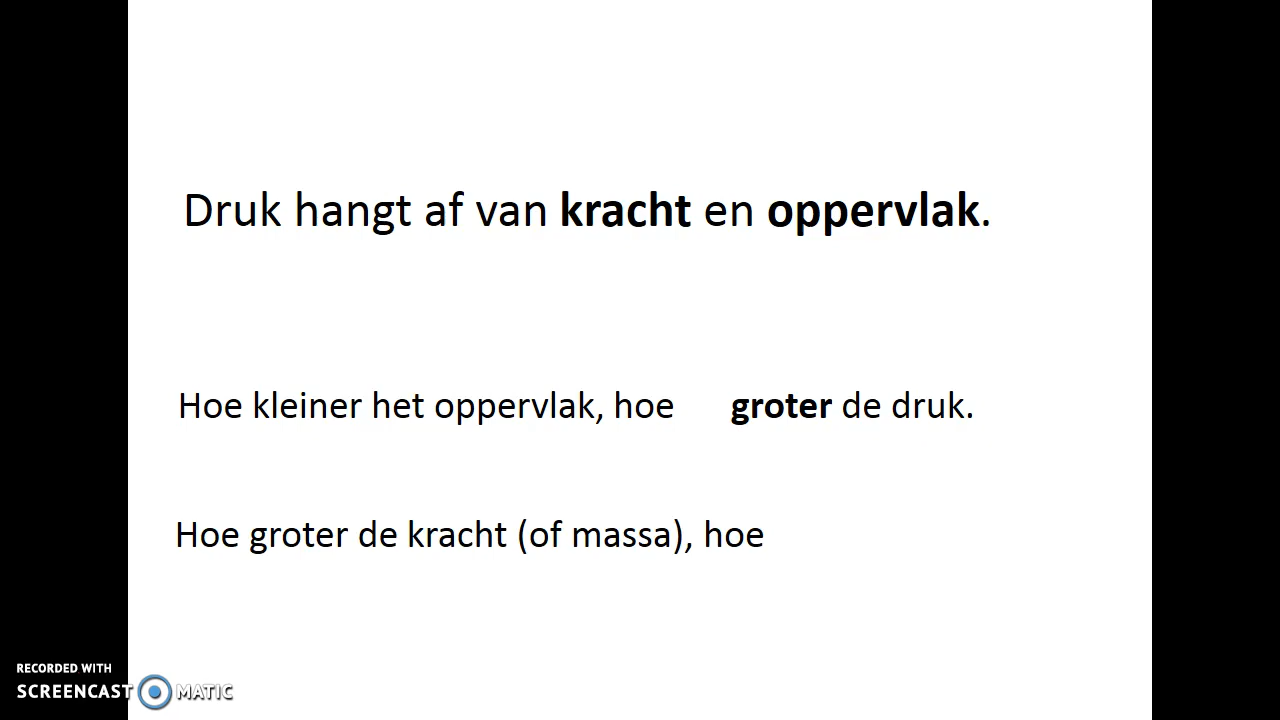 Druk hangt af van kracht en oppervlak.
Hoe kleiner het oppervlak, hoe groter de druk.
Hoe groter de kracht (of massa), hoe
RECORDED WITH
SCREENCAST MATIC